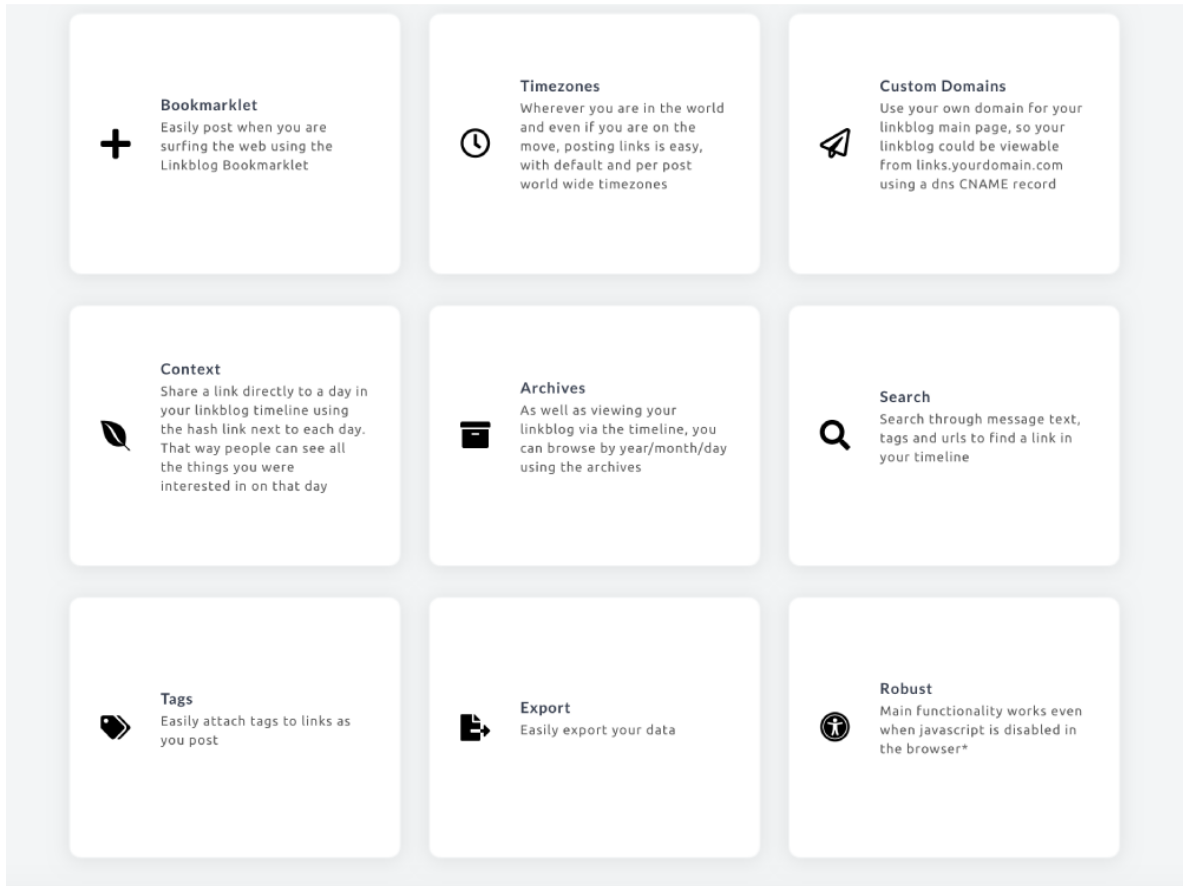 Bookmarklet
Easily post when you are
surfing the web using the
Linkblog Bookmarklet
Timezones
Wherever you are in the world
and even if you are on the
move, posting links is easy,
with default and per post
world wide timezones
Custom Domains
Use your own domain for your
linkblog main page, so your
linkblog could be viewable
from links.yourdomain.com
using a dns CNAME record
Context
Share a link directly to a day in
your linkblog timeline using
the hash link next to each day.
That way people can see all
the things you were
interested in on that day
Archives
As well as viewing your
linkblog via the timeline, you
can browse by year/month/day
using the archives
Search
Search through message text,
tags and urls to find a link in
your timeline
Tags
Easily attach tags to links as
you post
Export
Easily export your data
Robust
Main functionality works even
when javascript is disabled in
the browser*